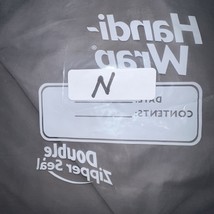 Handi-
Wrap®
N
DATE:
CONTENTS:
Double
Zipper Seal